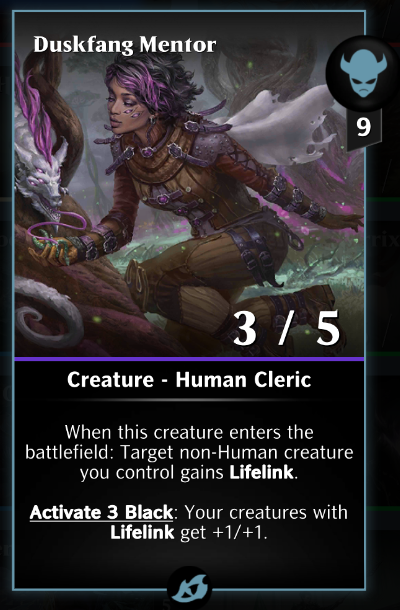 Duskfang Mentor
9
3 / 5
Creature - Human Cleric
When this creature enters the
battlefield: Target non-Human creature
you control gains Lifelink.
Activate 3 Black: Your creatures with
Lifelink get +1/+1.